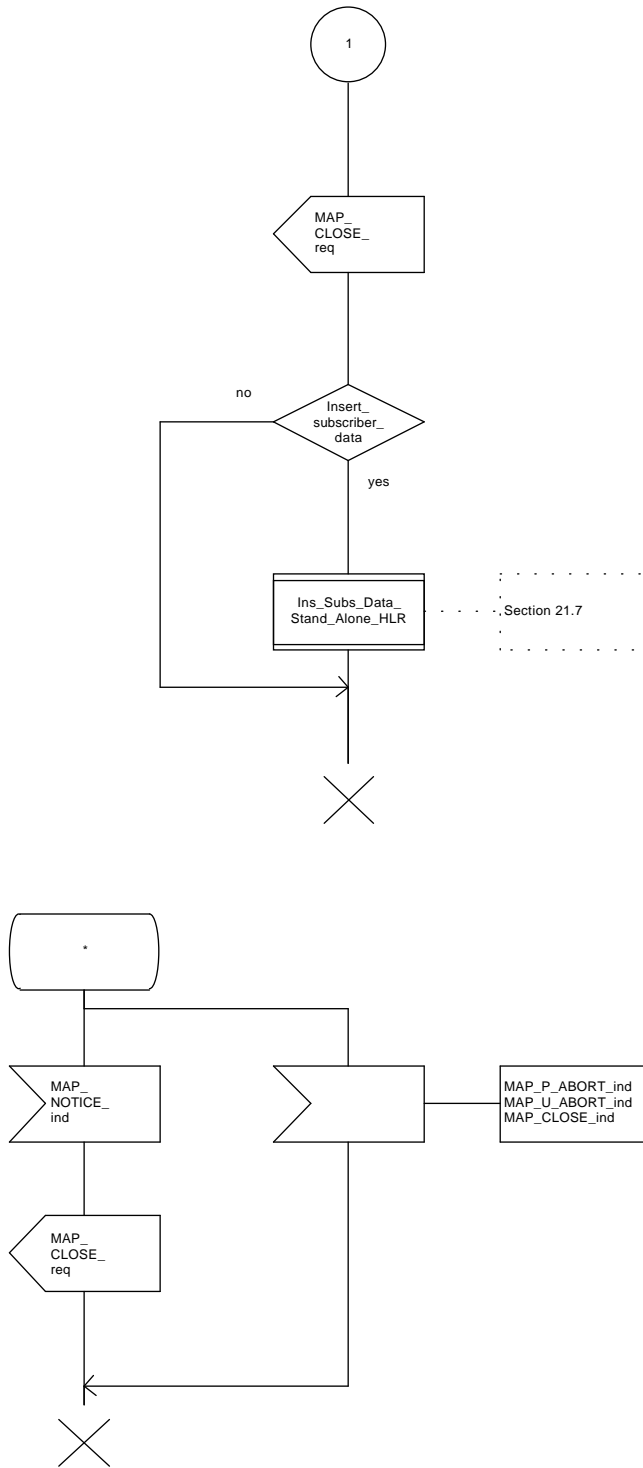 1
MAP_
CLOSE_
req
no
Insert_
subscriber_
data
yes
Ins_Subs_Data_
Stand_Alone_HLR
Section 21.7
*
MAP_
NOTICE_
ind
MAP_P_ABORT_ind
MAP_U_ABORT_ind
MAP_CLOSE_ind
MAP_
CLOSE_
req